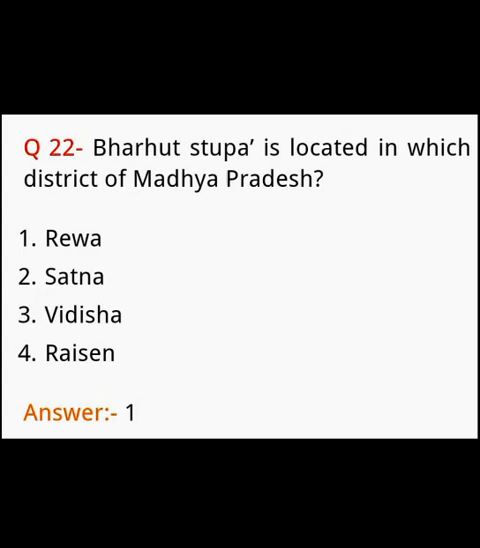 Q 22- Bharhut stupa’ is located in which
district of Madhya Pradesh?
1. Rewa
2. Satna
3. Vidisha
4. Raisen
Answer:- 1